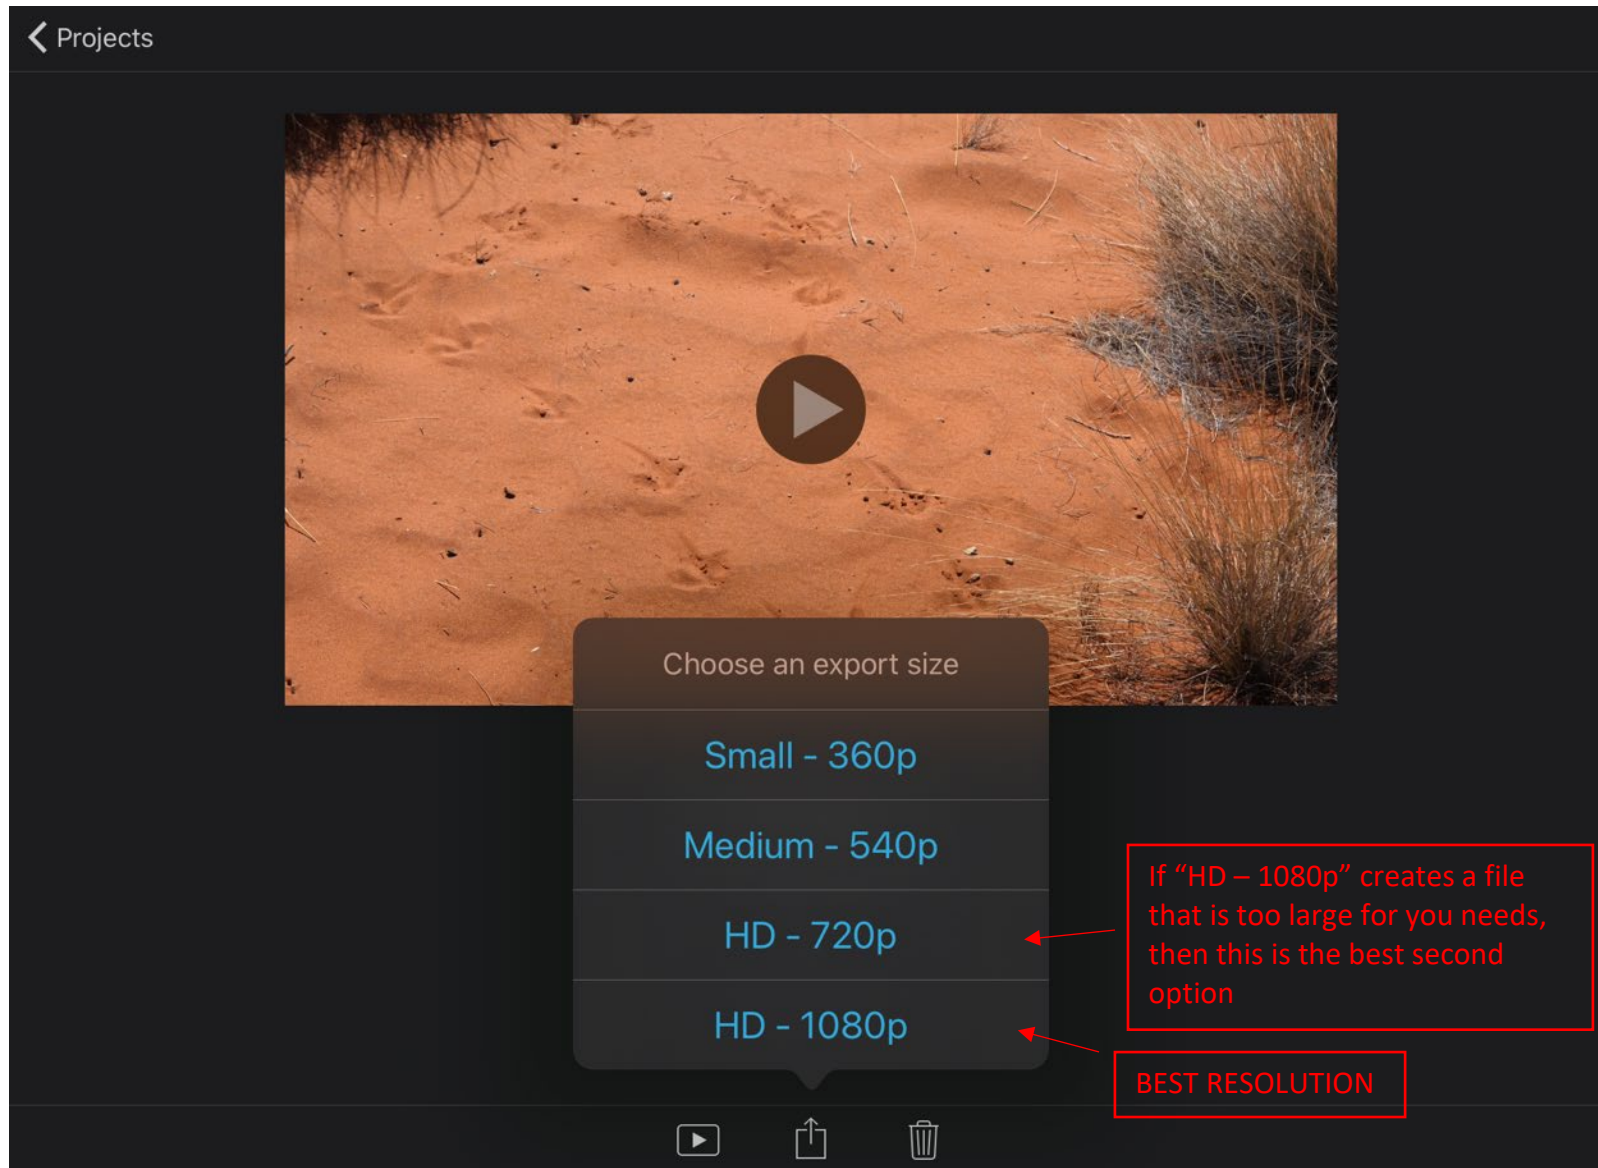 Projects
Choose an export size
Small - 360p
Medium - 540p
HD - 720p
HD - 1080p
If “HD – 1080p” creates a file
that is too large for you needs,
then this is the best second
option
BEST RESOLUTION